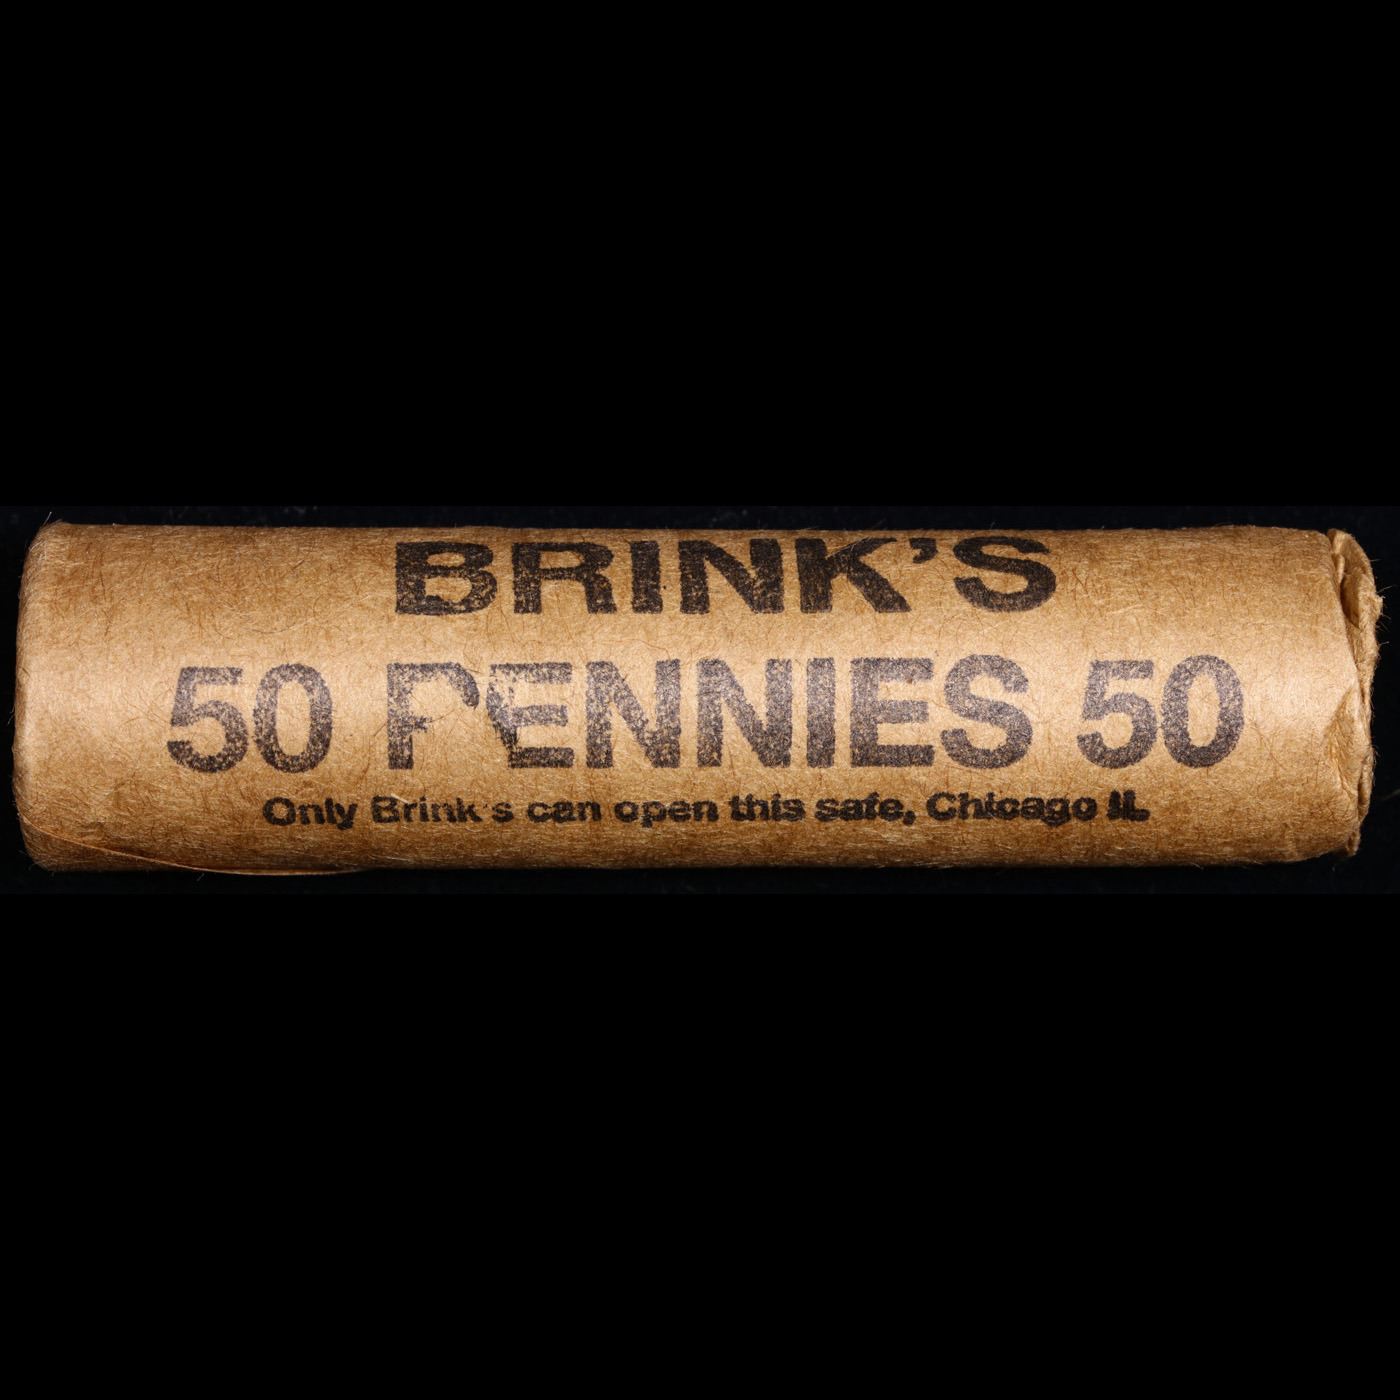 BRINK'S
50 PENNIES 50
Only Brink's can open this safe, Chicago IL